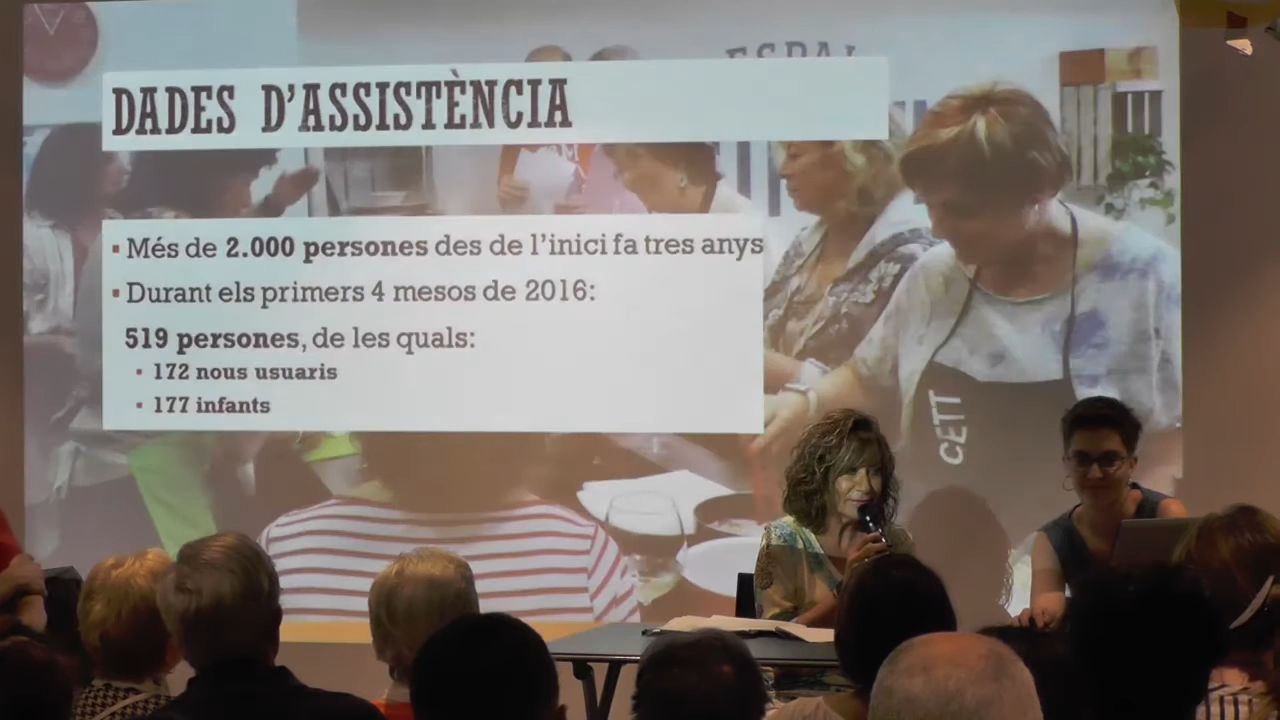 ESPAI
DADES D'ASSISTÈNCIA
▪ Més de 2.000 persones des de l'inici fa tres anys
▪ Durant els primers 4 mesos de 2016:
519 persones, de les quals:
▪ 172 nous usuaris
▪ 177 infants
CETT